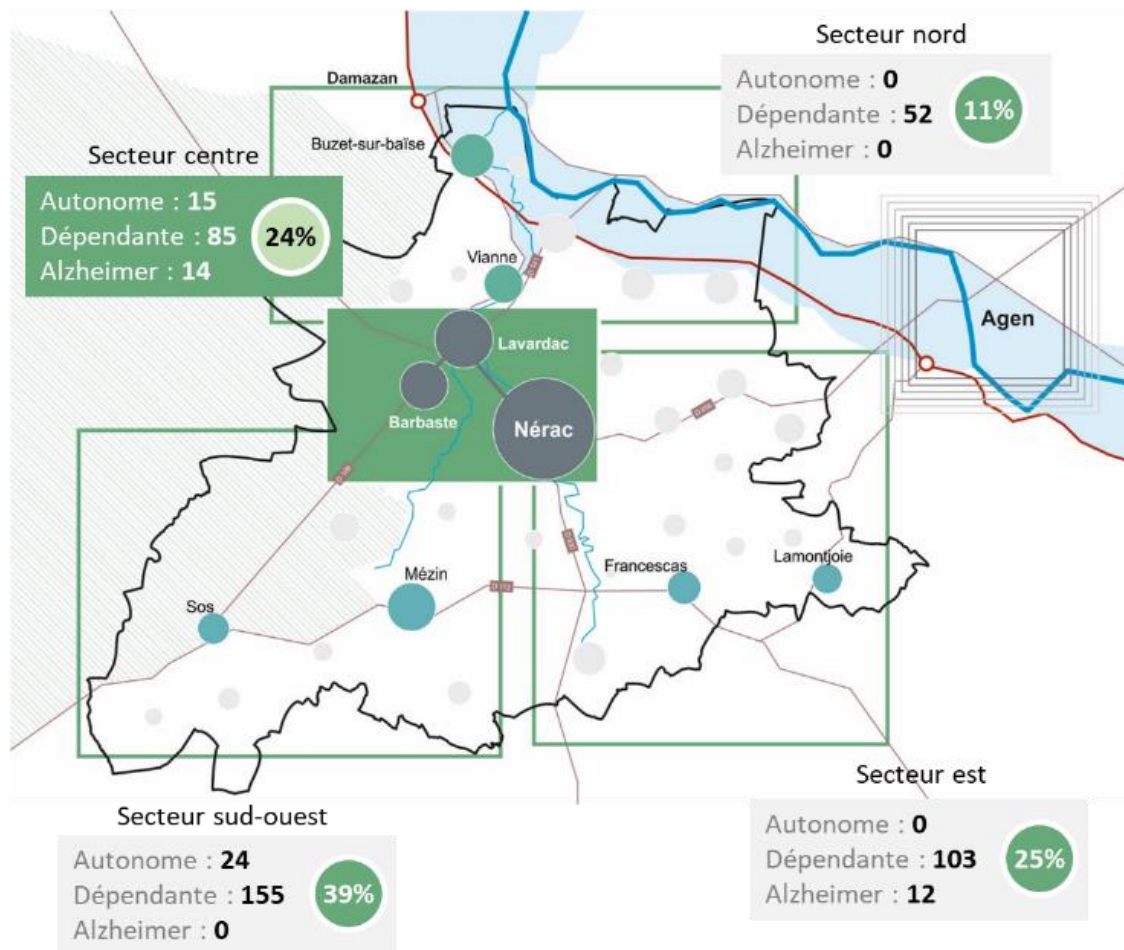 Secteur nord
Autonome : 0
Dépendante : 52
Alzheimer : 0
11%
Damazan
Buzet-sur-baïse
Secteur centre
Autonome : 15
Dépendante : 85
Alzheimer : 14
24%
Vianne
Agen
Lavardac
Barbaste
Nérac
Mézin
Francescas
Lamontjoie
Sos
Secteur sud-ouest
Autonome : 24
Dépendante : 155
Alzheimer : 0
39%
Secteur est
Autonome : 0
Dépendante : 103
Alzheimer : 12
25%